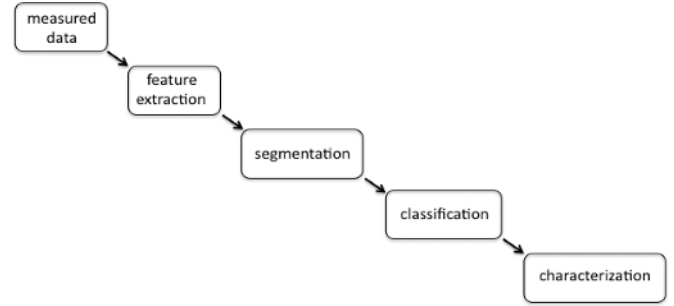 measured
data
feature
extraction
segmentation
classification
characterization